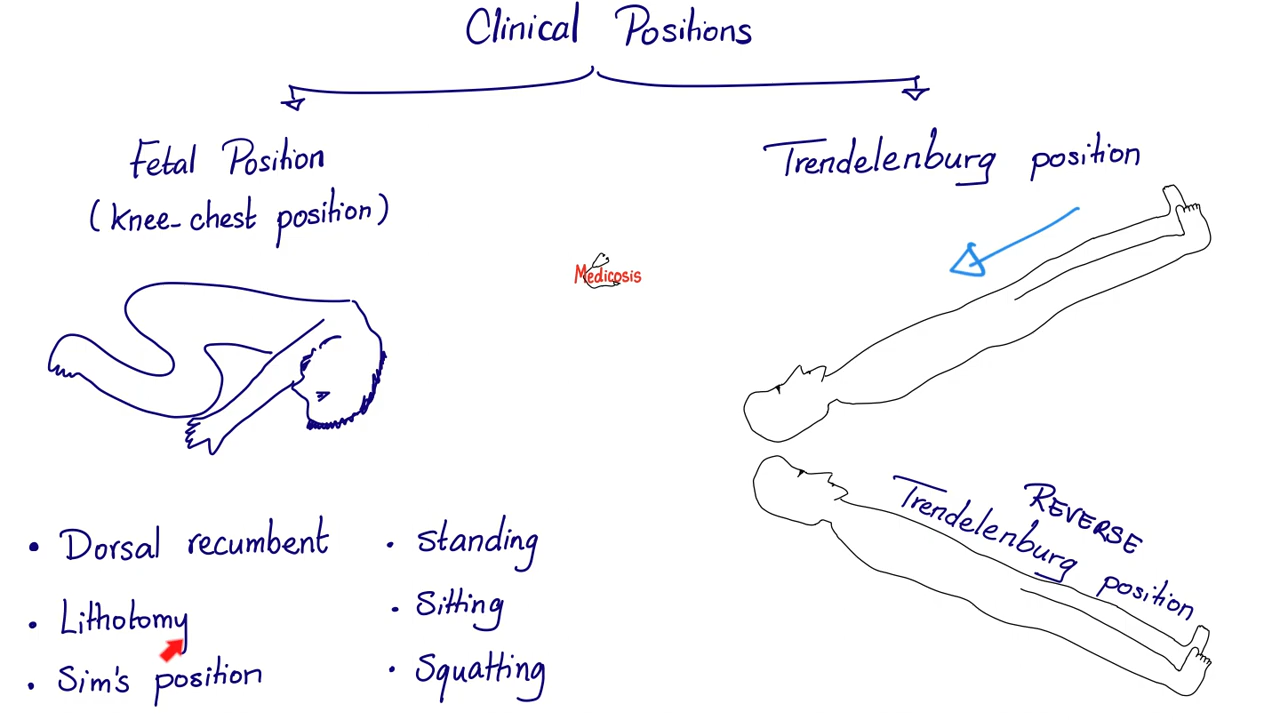 Clinical Positions
Fetal Position
(knee-chest position)
Trendelenburg position
Medicosis
REVERSE
Trendelenburg position
• Dorsal recumbent
• Lithotomy
• Sim's position
• Standing
• Sitting
• Squatting